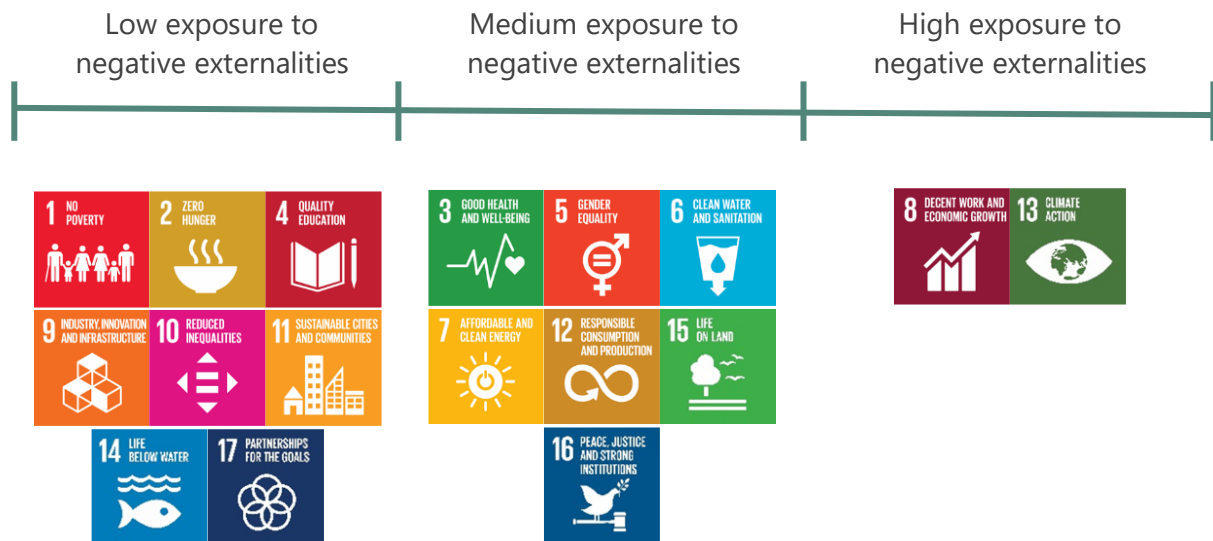 Low exposure to
negative externalities
Medium exposure to
negative externalities
High exposure to
negative externalities
1 NO
POVERTY
2 ZERO
HUNGER
4 QUALITY
EDUCATION
3 GOOD HEALTH
AND WELL-BEING
5 GENDER
EQUALITY
6 CLEAN WATER
AND SANITATION
8 DECENT WORK AND
ECONOMIC GROWTH
13 CLIMATE
ACTION
9 INDUSTRY, INNOVATION
AND INFRASTRUCTURE
10 REDUCED
INEQUALITIES
11 SUSTAINABLE CITIES
AND COMMUNITIES
7 AFFORDABLE AND
CLEAN ENERGY
12 RESPONSIBLE
CONSUMPTION
AND PRODUCTION
15 LIFE
ON LAND
14 LIFE
BELOW WATER
17 PARTNERSHIPS
FOR THE GOALS
16 PEACE, JUSTICE
AND STRONG
INSTITUTIONS